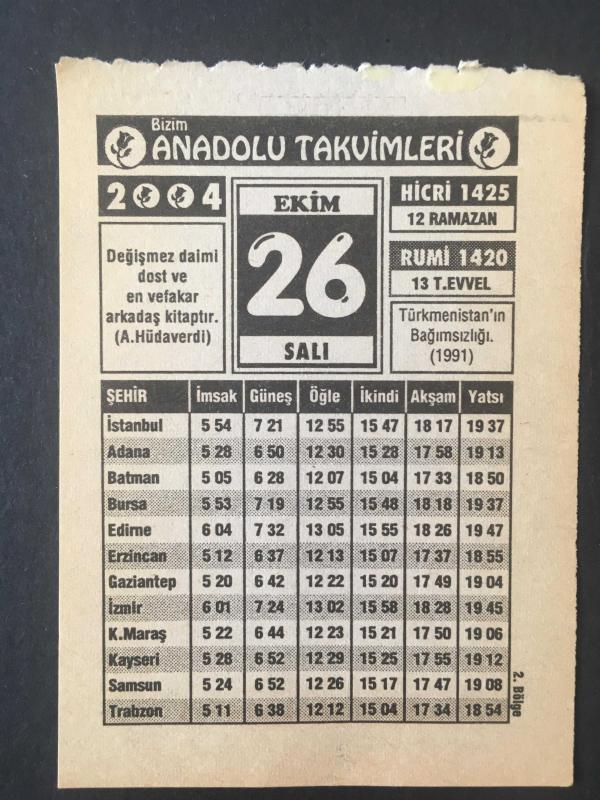 Bizim
ANADOLU TAKVİMLERİ
2004
EKİM
26
SALI
HİCRİ 1425
12 RAMAZAN
RUMİ 1420
13 T.EVVEL
Değişmez daimi
dost ve
en vefakar
arkadaş kitaptır.
(A.Hüdaverdi)
Türkmenistan'ın
Bağımsızlığı.
(1991)
ŞEHİR İmsak Güneş Öğle İkindi Akşam Yatsı
İstanbul 5 54 7 21 12 55 15 47 18 17 19 37
Adana 5 28 6 50 12 30 15 28 17 58 19 13
Batman 5 05 6 28 12 07 15 04 17 33 18 50
Bursa 5 53 7 19 12 55 15 48 18 18 19 37
Edirne 6 04 7 32 13 05 15 55 18 26 19 47
Erzincan 5 12 6 37 12 13 15 07 17 37 18 55
Gaziantep 5 20 6 42 12 22 15 20 17 49 19 04
İzmir 6 01 7 24 13 02 15 58 18 28 19 45
K.Maraş 5 22 6 44 12 23 15 21 17 50 19 06
Kayseri 5 28 6 52 12 29 15 25 17 55 19 12
Samsun 5 24 6 52 12 26 15 17 17 47 19 08
Trabzon 5 11 6 38 12 12 15 04 17 34 18 54
2. Bölge